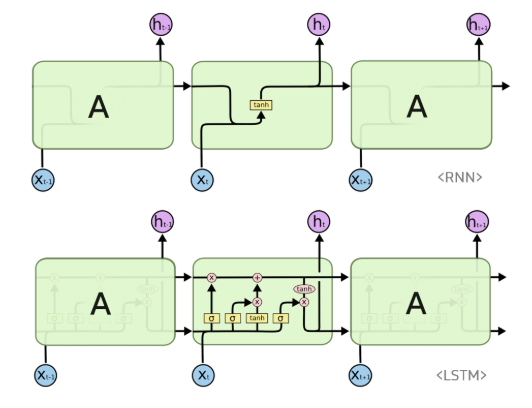 h t-1 h t h t+1
A tanh A
X t-1 X t X t+1
<RNN>
h t-1 h t h t+1
x + tanh
A x x A
σ σ tanh σ
X t-1 X t X t+1
<LSTM>